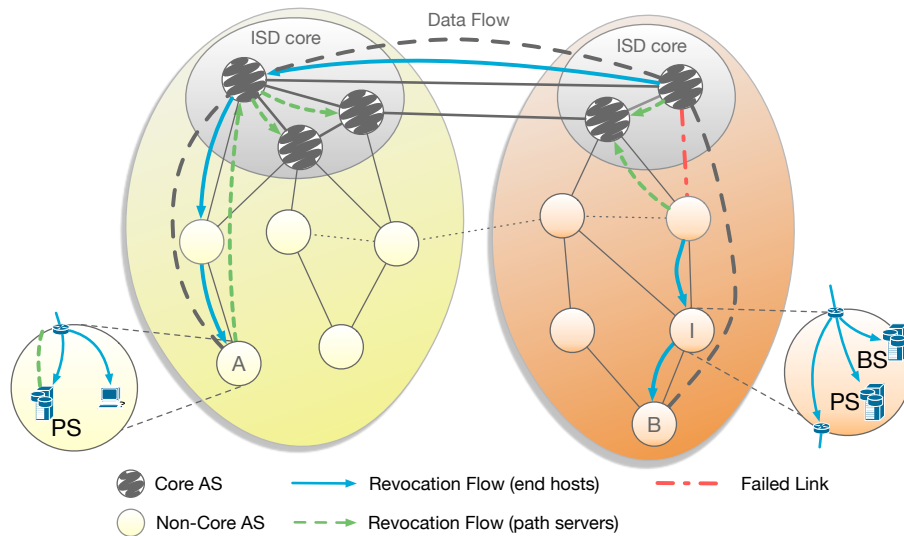 Data Flow
ISD core
ISD core
A
I
B
PS
BS
PS
Core AS
Revocation Flow (end hosts)
Failed Link
Non-Core AS
Revocation Flow (path servers)